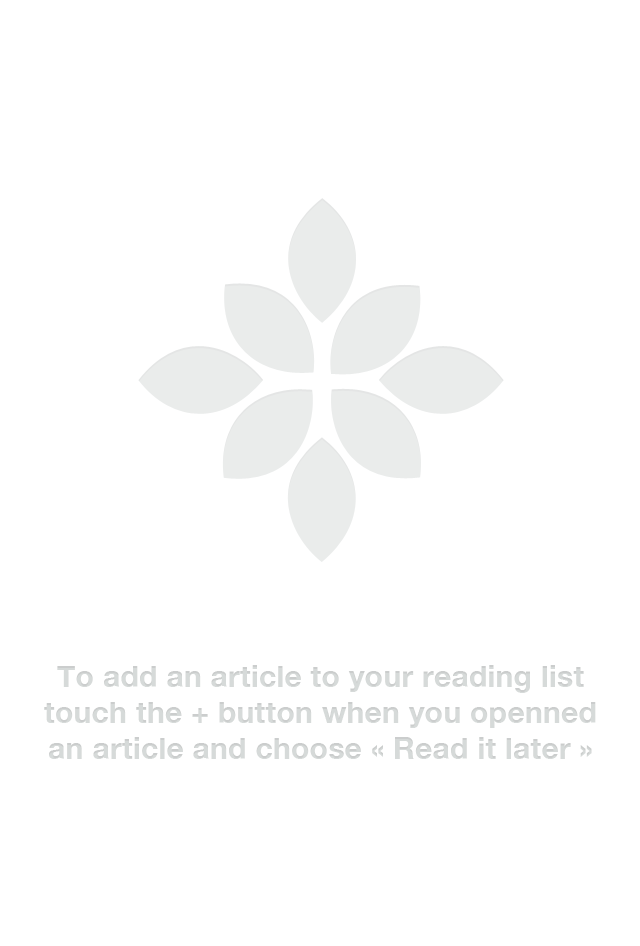 To add an article to your reading list
touch the + button when you openned
an article and choose « Read it later »